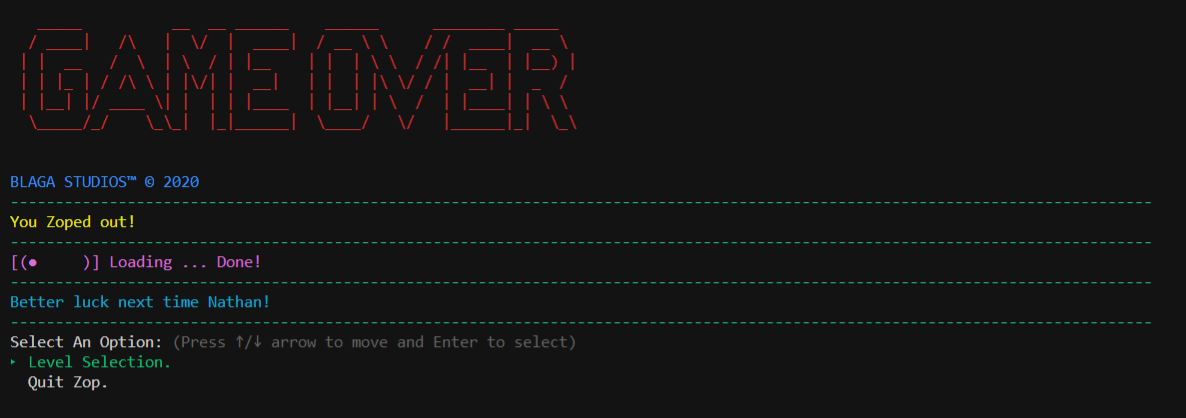 GAME OVER
BLAGA STUDIOS™ © 2020
You Zoped out!
[(●     )] Loading ... Done!
Better luck next time Nathan!
Select An Option: (Press ↑/↓ arrow to move and Enter to select)
‣ Level Selection.
Quit Zop.